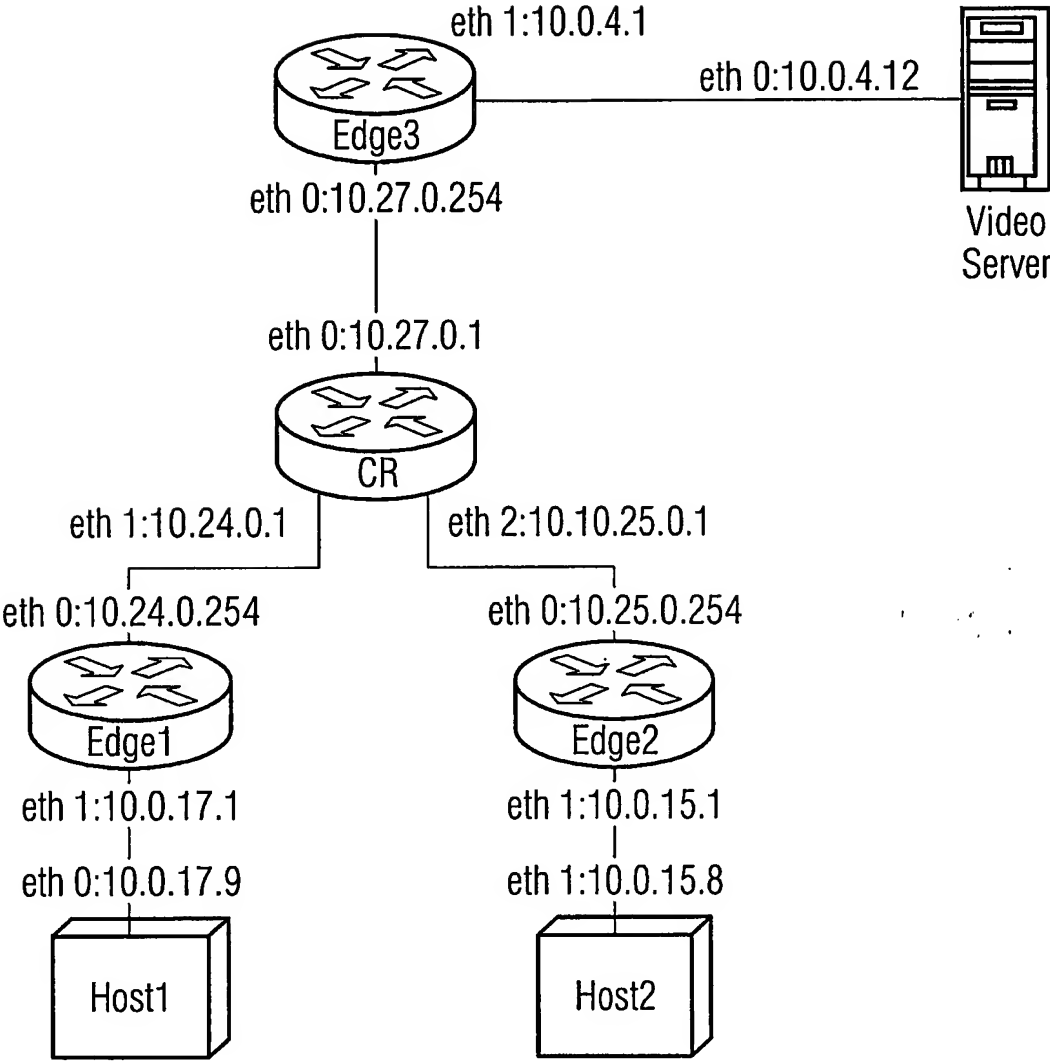 eth 1:10.0.4.1
eth 0:10.0.4.12
Edge3
eth 0:10.27.0.254
Video
Server
eth 0:10.27.0.1
CR
eth 1:10.24.0.1
eth 2:10.10.25.0.1
eth 0:10.24.0.254
eth 0:10.25.0.254
Edge1
Edge2
eth 1:10.0.17.1
eth 1:10.0.15.1
eth 0:10.0.17.9
eth 1:10.0.15.8
Host1
Host2